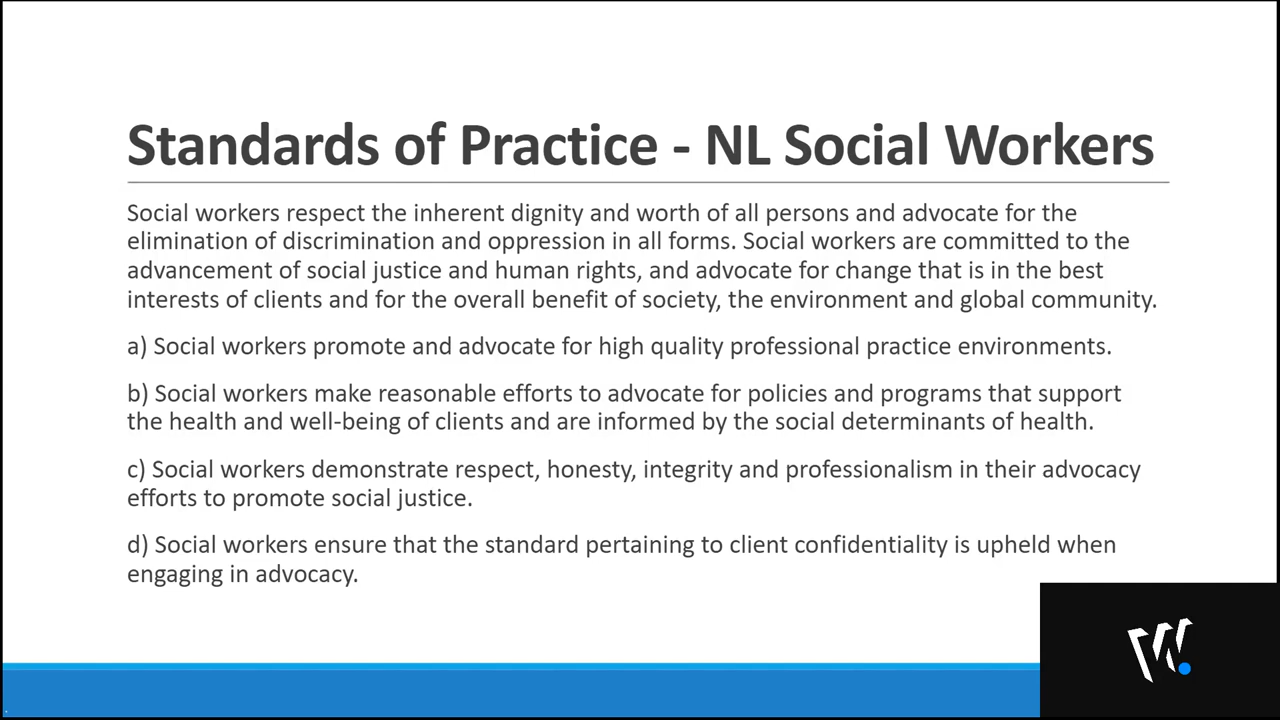 Standards of Practice - NL Social Workers
Social workers respect the inherent dignity and worth of all persons and advocate for the
elimination of discrimination and oppression in all forms. Social workers are committed to the
advancement of social justice and human rights, and advocate for change that is in the best
interests of clients and for the overall benefit of society, the environment and global community.
a) Social workers promote and advocate for high quality professional practice environments.
b) Social workers make reasonable efforts to advocate for policies and programs that support
the health and well-being of clients and are informed by the social determinants of health.
c) Social workers demonstrate respect, honesty, integrity and professionalism in their advocacy
efforts to promote social justice.
d) Social workers ensure that the standard pertaining to client confidentiality is upheld when
engaging in advocacy.
W.